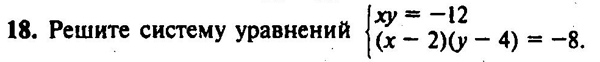 18. Решите систему уравнений { xy = −12
(x − 2)(y − 4) = −8.